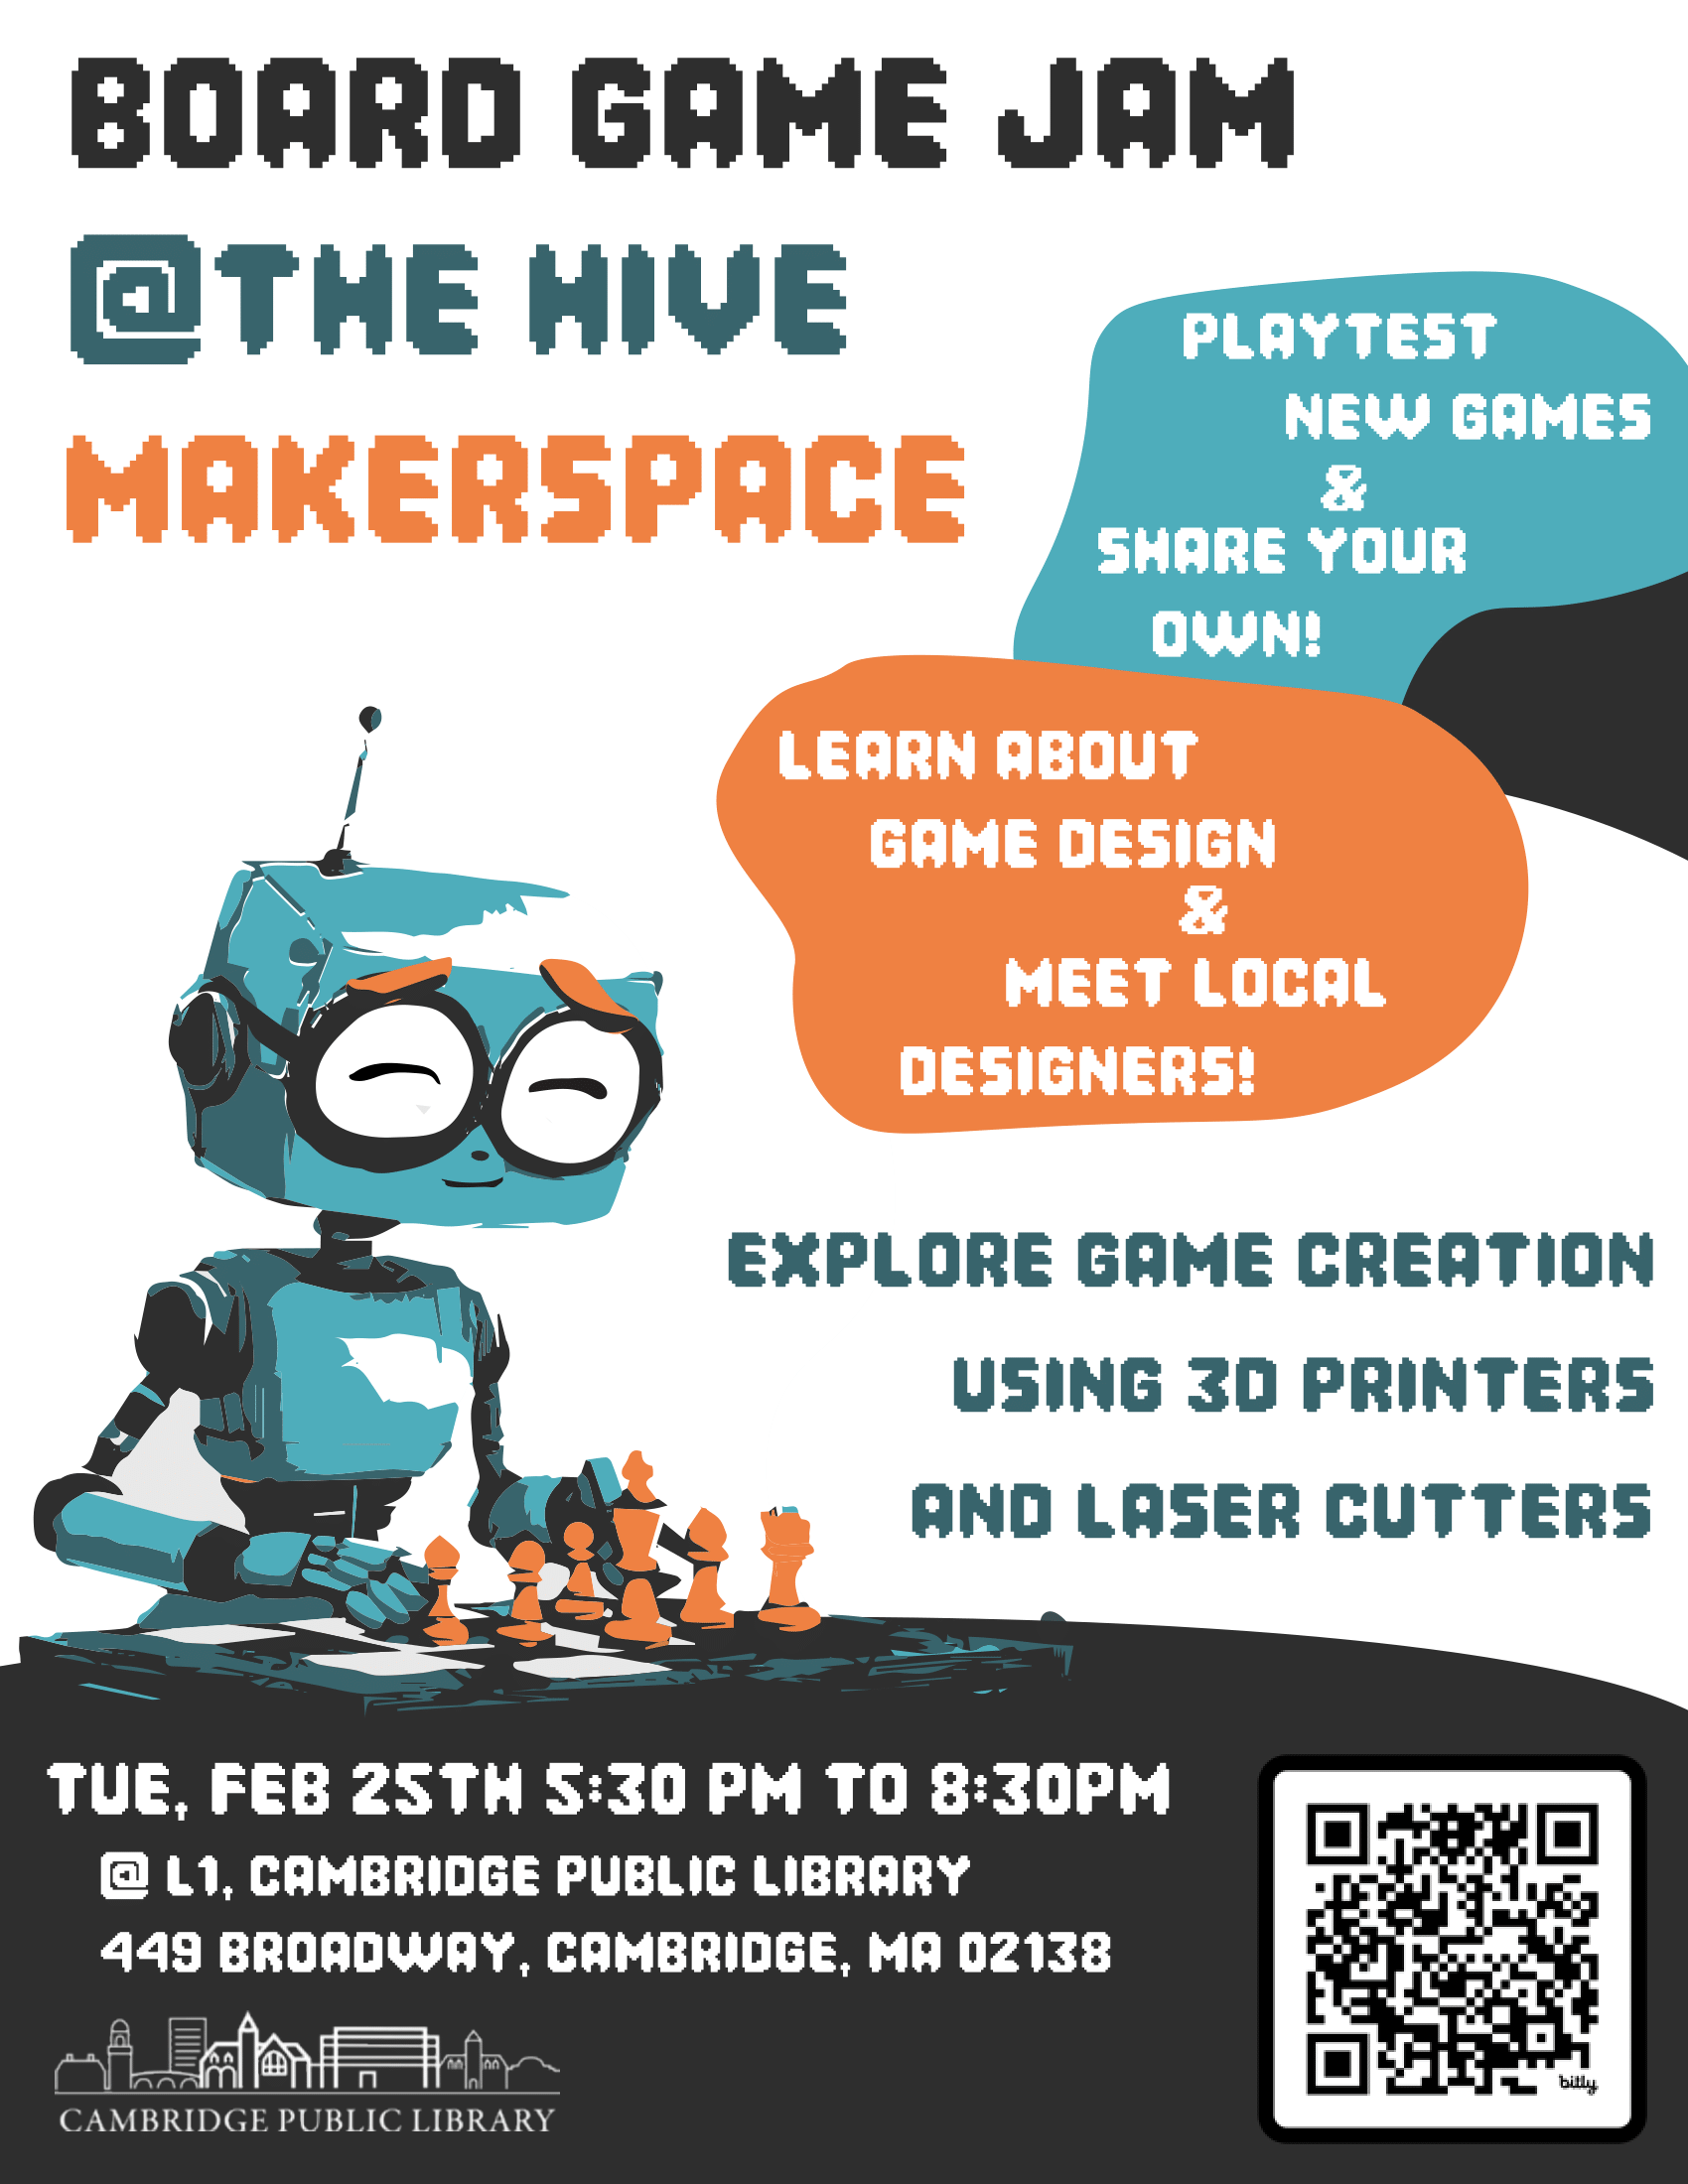 BOARD GAME JAM
@THE HIVE
MAKERSPACE
PLAYTEST
NEW GAMES
&
SHARE YOUR
OWN!
LEARN ABOUT
GAME DESIGN
&
MEET LOCAL
DESIGNERS!
EXPLORE GAME CREATION
USING 3D PRINTERS
AND LASER CUTTERS
TUE, FEB 25TH 5:30 PM TO 8:30PM
@ L1, CAMBRIDGE PUBLIC LIBRARY
449 BROADWAY, CAMBRIDGE, MA 02138
CAMBRIDGE PUBLIC LIBRARY
bitly